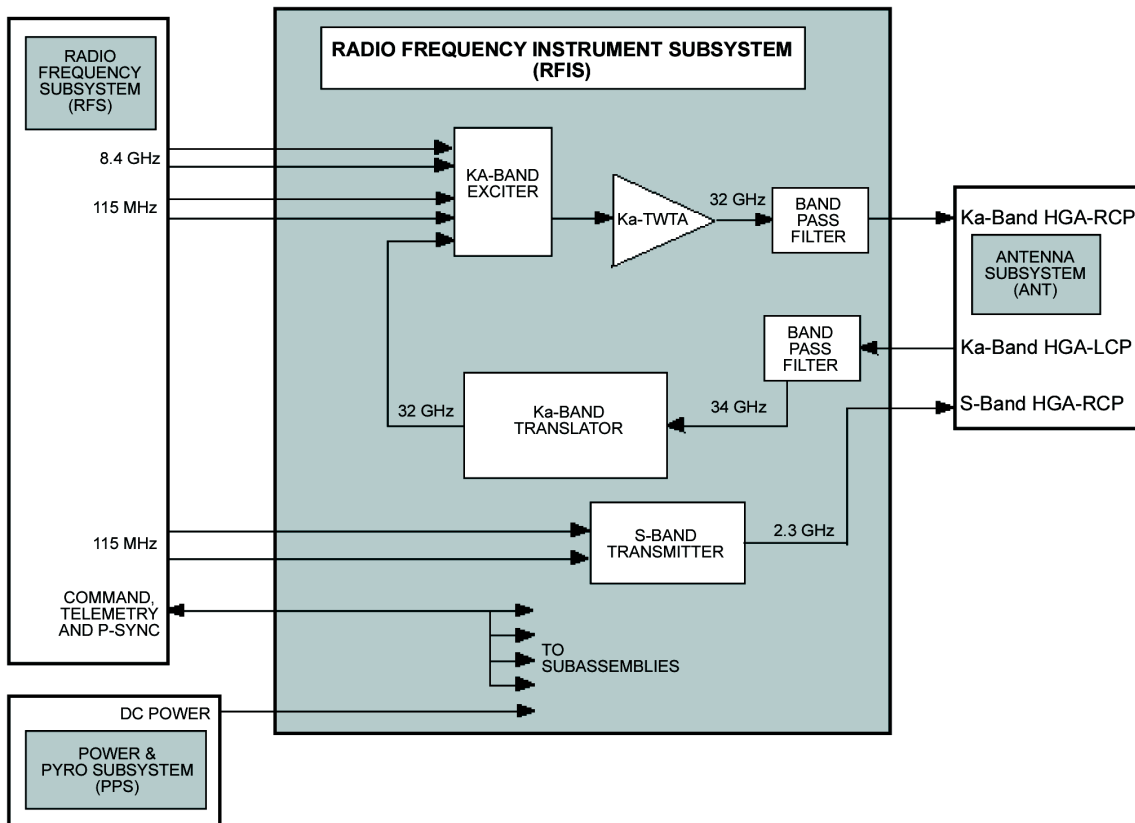 RADIO
FREQUENCY
SUBSYSTEM
(RFS)
8.4 GHz
115 MHz
115 MHz
COMMAND,
TELEMETRY
AND P-SYNC
DC POWER
POWER &
PYRO SUBSYSTEM
(PPS)
RADIO FREQUENCY INSTRUMENT SUBSYSTEM
(RFIS)
KA-BAND
EXCITER
Ka-TWTA
32 GHz
BAND
PASS
FILTER
BAND
PASS
FILTER
34 GHz
Ka-BAND
TRANSLATOR
32 GHz
S-BAND
TRANSMITTER
2.3 GHz
TO
SUBASSEMBLIES
Ka-Band HGA-RCP
ANTENNA
SUBSYSTEM
(ANT)
Ka-Band HGA-LCP
S-Band HGA-RCP